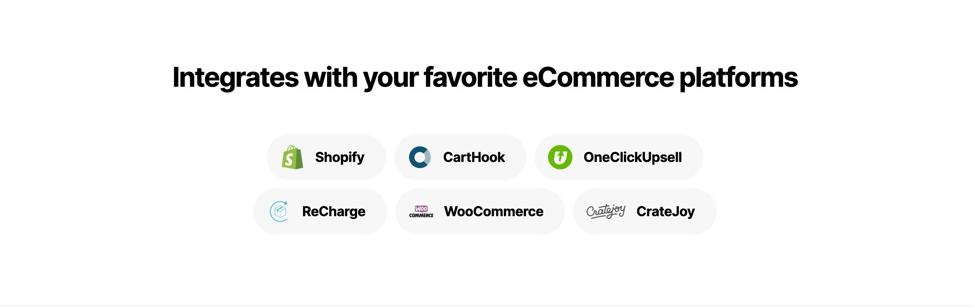 Integrates with your favorite eCommerce platforms
Shopify
CartHook
OneClickUpsell
ReCharge
WOO COMMERCE WooCommerce
Cratejoy CrateJoy